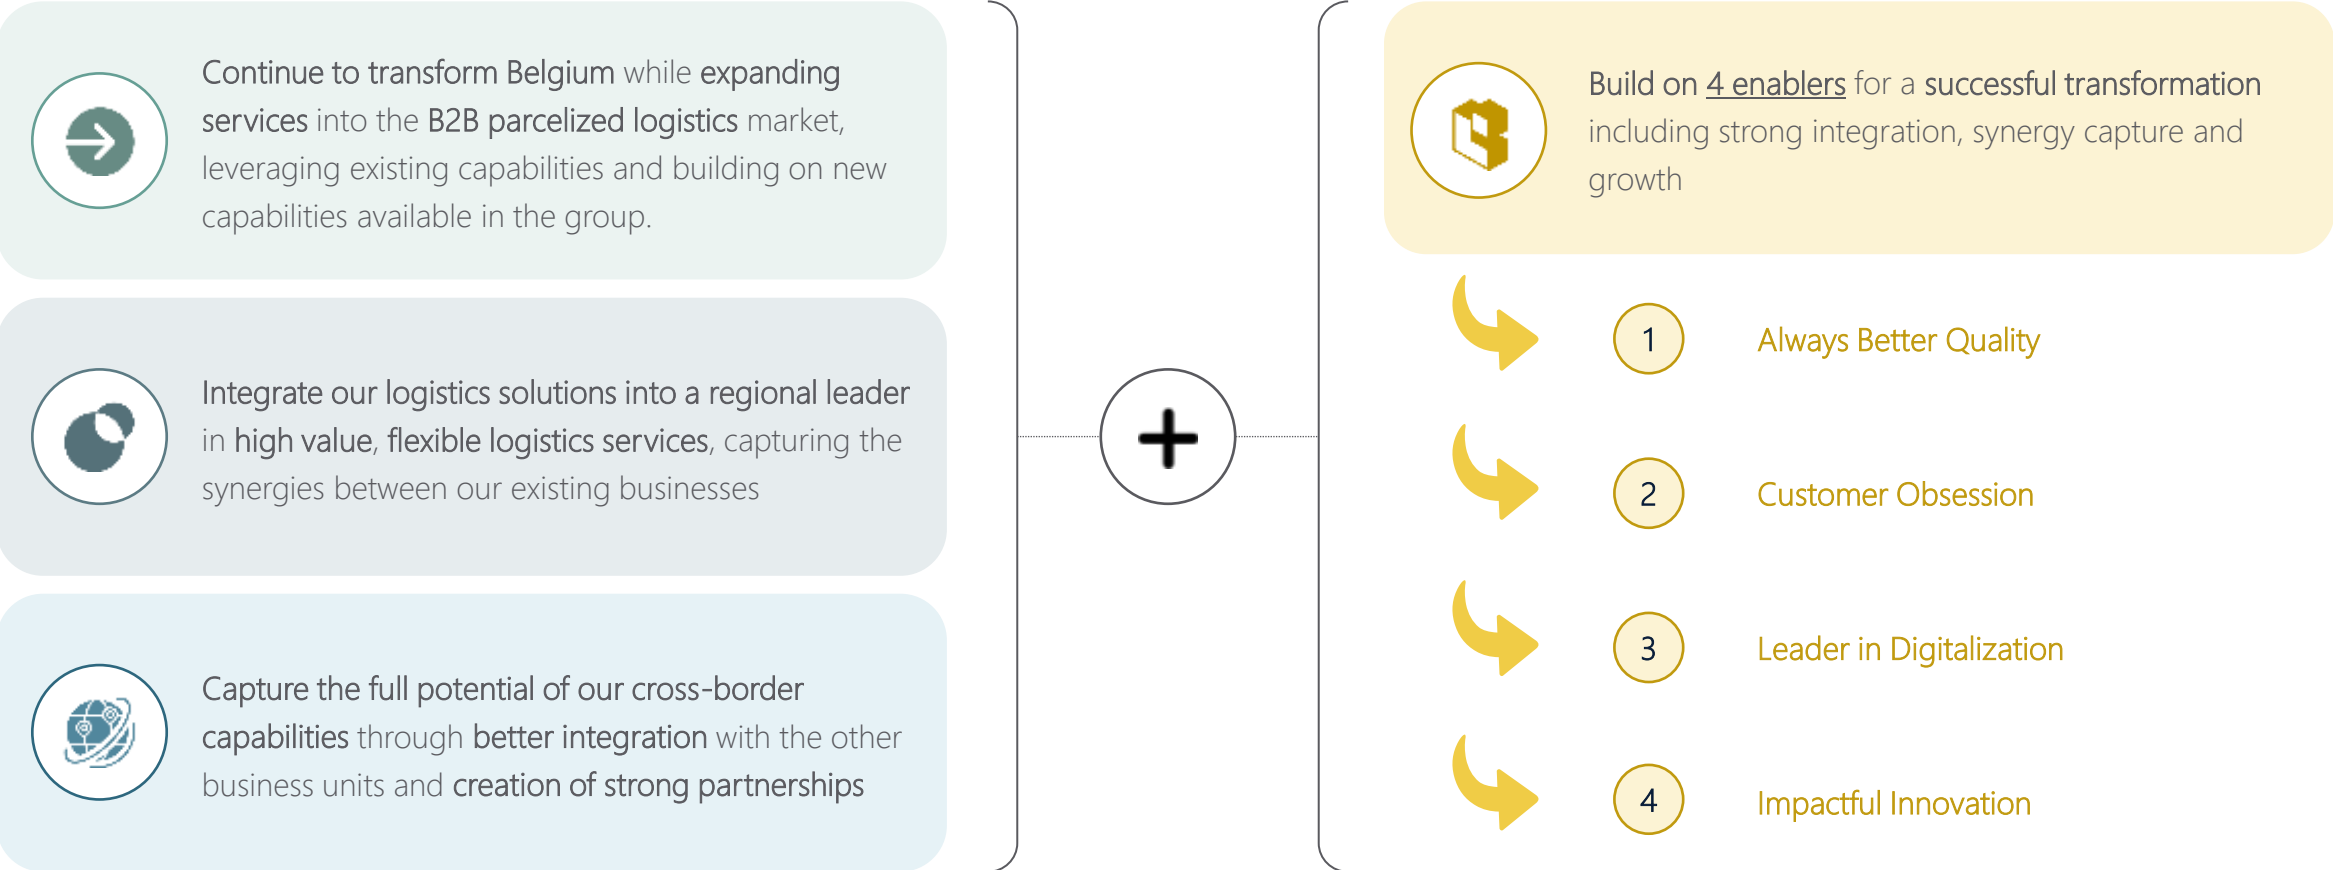 Continue to transform Belgium while expanding
services into the B2B parcelized logistics market,
leveraging existing capabilities and building on new
capabilities available in the group.
Integrate our logistics solutions into a regional leader
in high value, flexible logistics services, capturing the
synergies between our existing businesses
Capture the full potential of our cross-border
capabilities through better integration with the other
business units and creation of strong partnerships
Build on 4 enablers for a successful transformation
including strong integration, synergy capture and
growth
1 Always Better Quality
2 Customer Obsession
3 Leader in Digitalization
4 Impactful Innovation